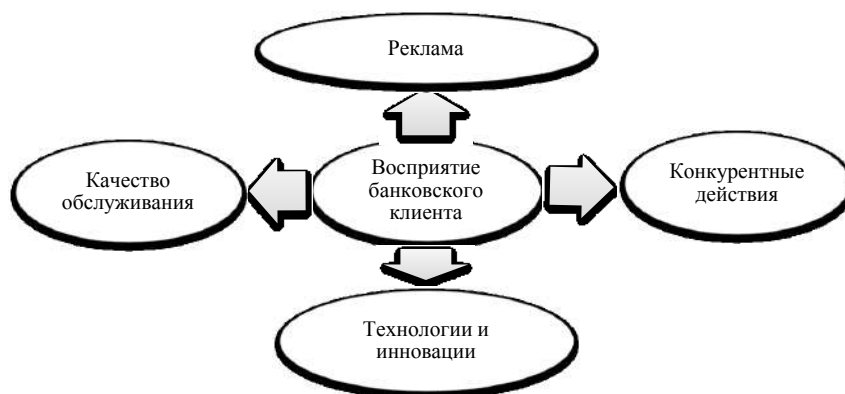 Реклама
Качество
обслуживания
Восприятие
банковского
клиента
Конкурентные
действия
Технологии и
инновации